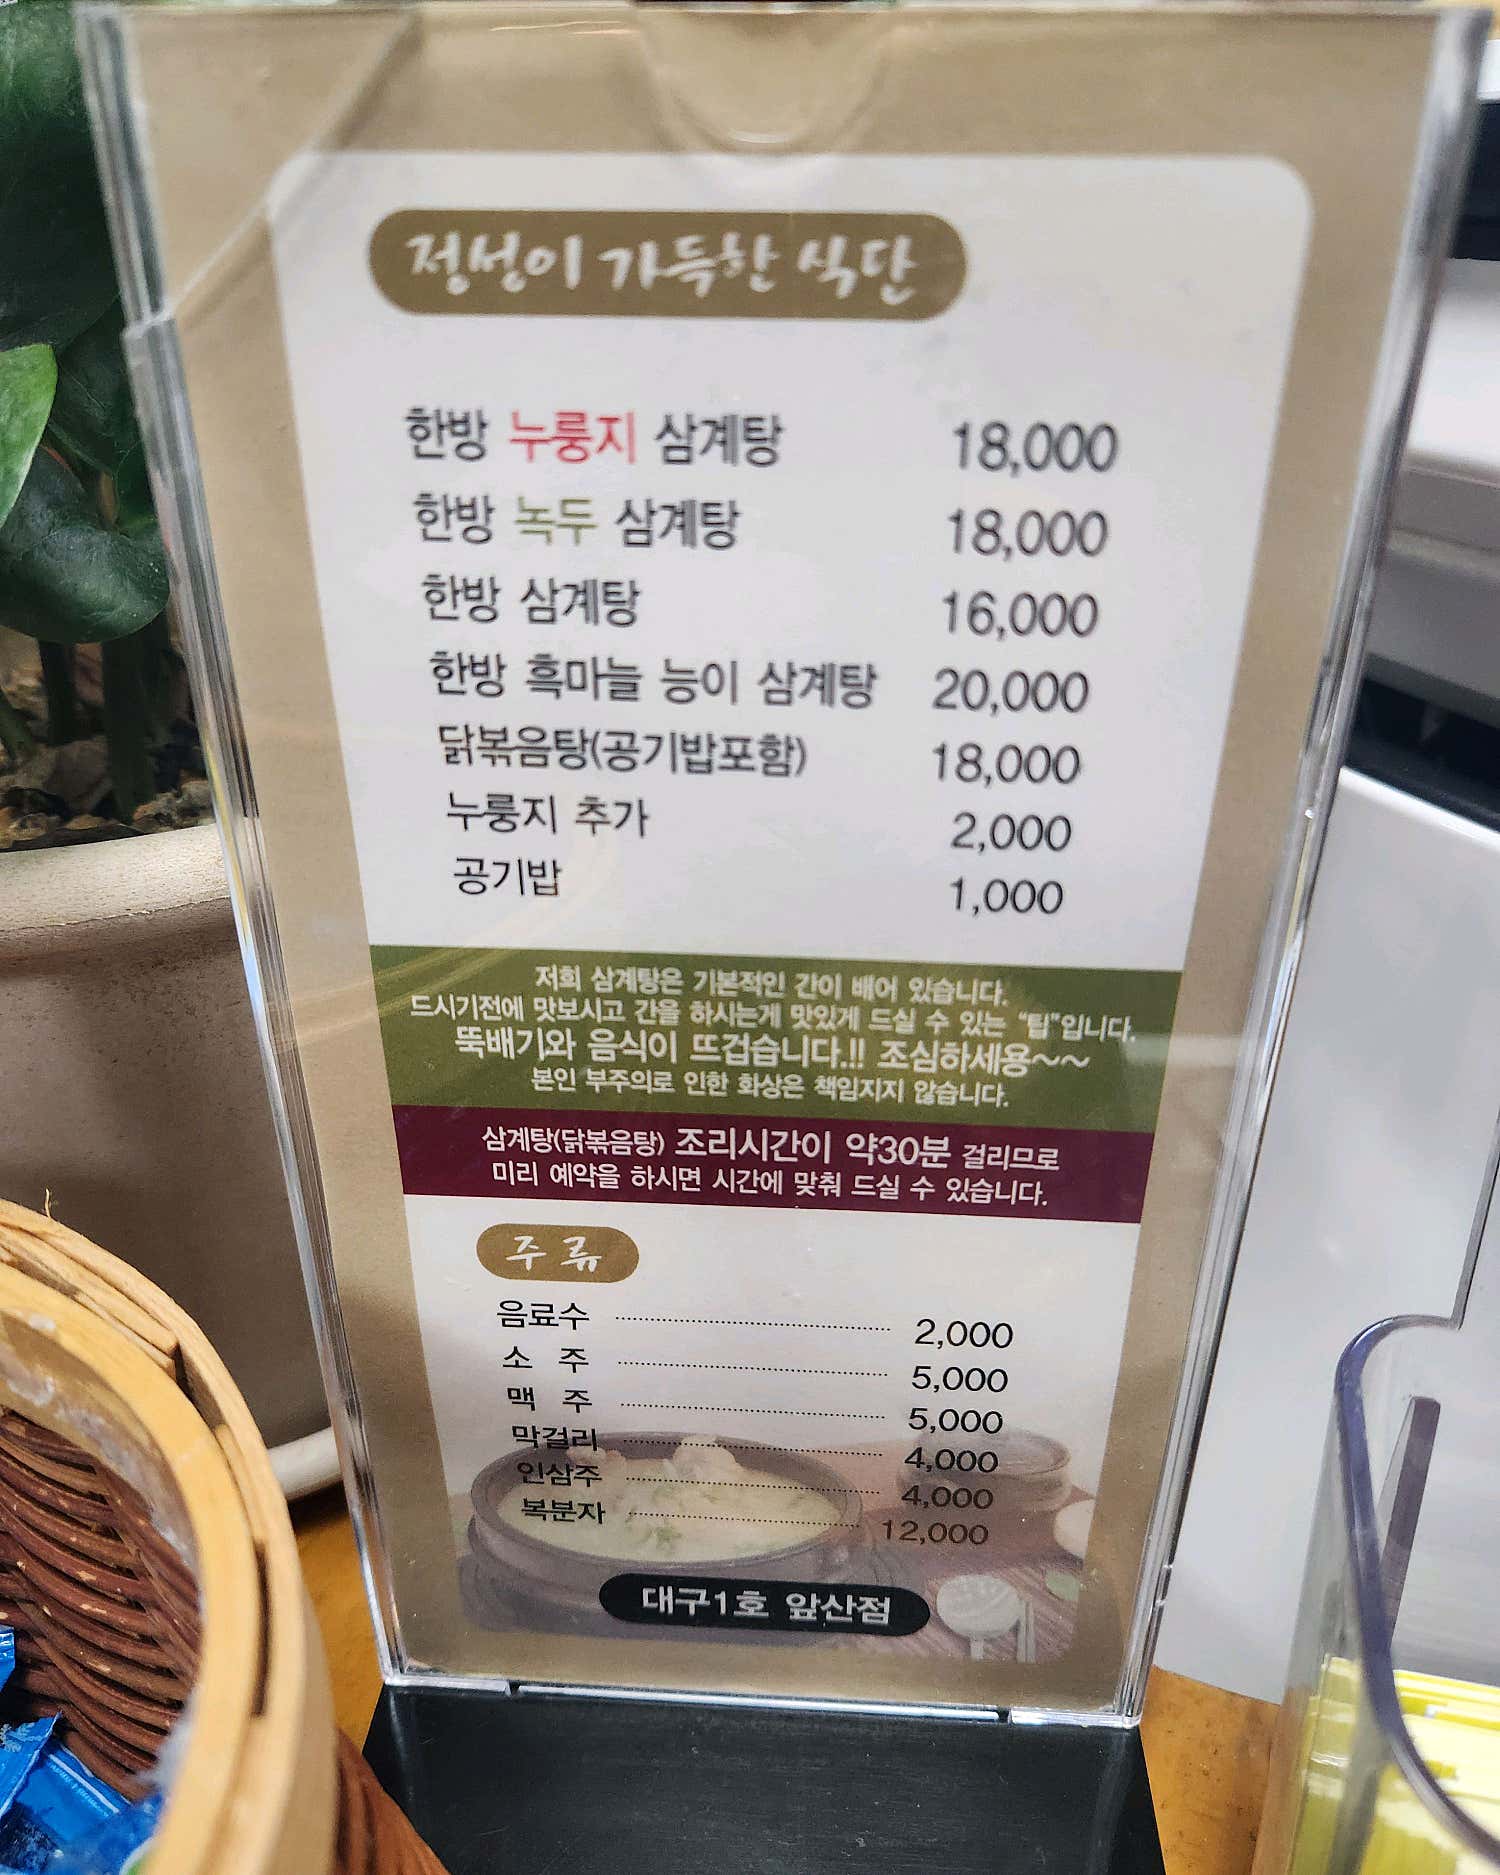 정성이 가득한 식단
한방 누룽지 삼계탕 18,000
한방 녹두 삼계탕 18,000
한방 삼계탕 16,000
한방 흑마늘 능이 삼계탕 20,000
닭볶음탕(공기밥포함) 18,000
누룽지 추가 2,000
공기밥 1,000
저희 삼계탕은 기본적인 간이 배어 있습니다.
드시기전에 맛보시고 간을 하시는게 맛있게 드실 수 있는 “팁”입니다.
뚝배기와 음식이 뜨겁습니다.!! 조심하세용~~
본인 부주의로 인한 화상은 책임지지 않습니다.
삼계탕(닭볶음탕) 조리시간이 약30분 걸리므로
미리 예약을 하시면 시간에 맞춰 드실 수 있습니다.
주 류
음료수 2,000
소 주 5,000
맥 주 5,000
막걸리 4,000
인삼주 4,000
복분자 12,000
대구1호 앞산점